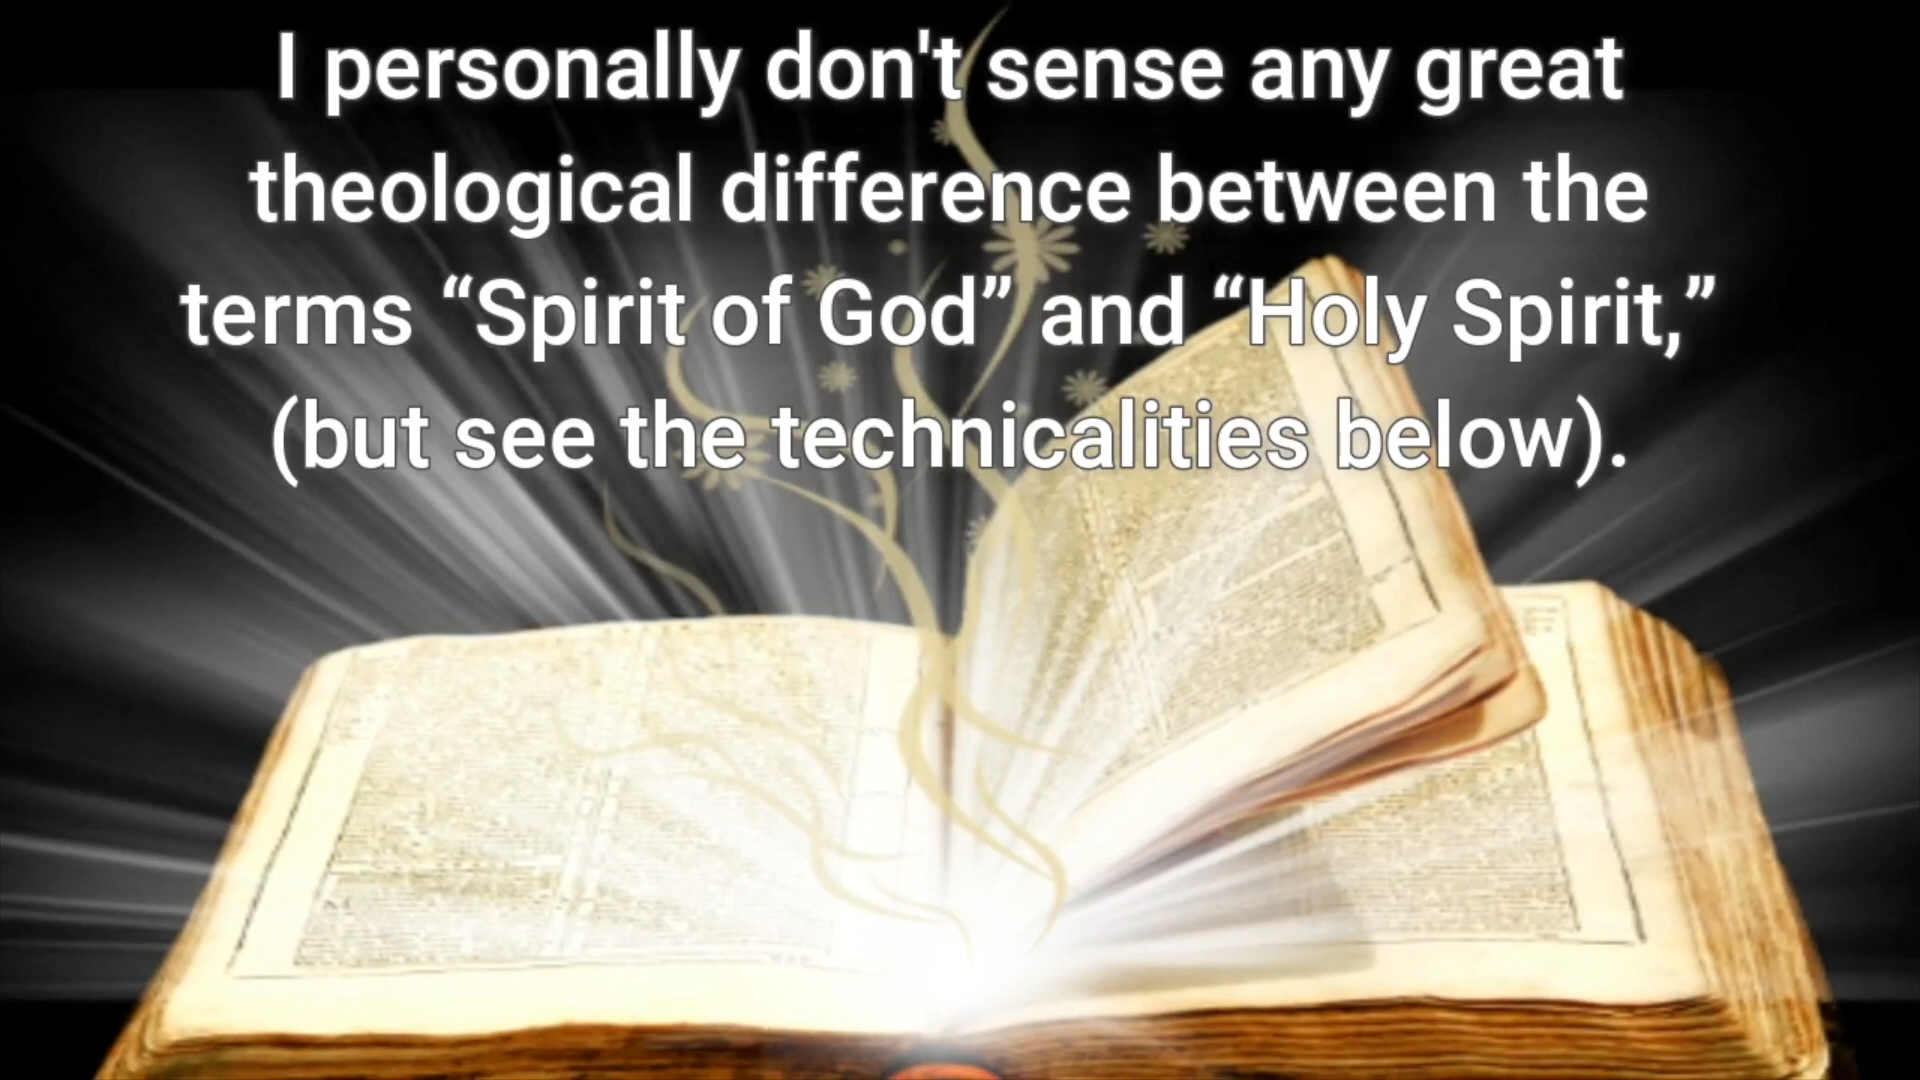 I personally don't sense any great
theological difference between the
terms “Spirit of God” and “Holy Spirit,”
(but see the technicalities below).